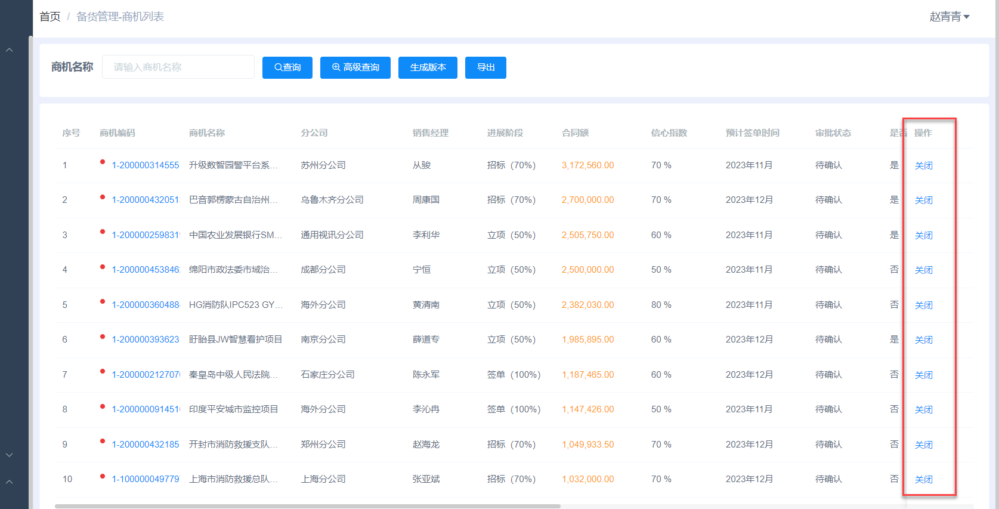 首页 / 备货管理-商机列表 赵青青
商机名称 请输入商机名称 查询 高级查询 生成版本 导出
序号 商机编码 商机名称 分公司 销售经理 进展阶段 合同额 信心指数 预计签单时间 审批状态 是否 操作
1 1-200000314555 升级数智园警平台系... 苏州分公司 从骏 招标（70%） 3,172,560.00 70 % 2023年11月 待确认 是 关闭
2 1-200000432051 巴音郭楞蒙古自治州... 乌鲁木齐分公司 周康国 招标（70%） 2,700,000.00 70 % 2023年12月 待确认 是 关闭
3 1-200000259831 中国农业发展银行SM... 通用视讯分公司 李利华 立项（50%） 2,505,750.00 60 % 2023年11月 待确认 是 关闭
4 1-200000453846 绵阳市政法委市域治... 成都分公司 宁恒 立项（50%） 2,500,000.00 50 % 2023年11月 待确认 否 关闭
5 1-200000360488 HG消防队IPC523 GY... 海外分公司 黄清南 立项（50%） 2,382,030.00 80 % 2023年11月 待确认 否 关闭
6 1-200000393623 盱眙县JW智慧看护项目 南京分公司 薛道专 立项（50%） 1,985,895.00 60 % 2023年12月 待确认 是 关闭
7 1-200000212707 秦皇岛中级人民法院... 石家庄分公司 陈永军 签单（100%） 1,187,465.00 60 % 2023年12月 待确认 否 关闭
8 1-200000091451 印度平安城市监控项目 海外分公司 李沁冉 签单（100%） 1,147,426.00 50 % 2023年11月 待确认 否 关闭
9 1-200000432185 开封市消防救援支队... 郑州分公司 赵海龙 招标（70%） 1,049,933.50 70 % 2023年12月 待确认 否 关闭
10 1-100000049779 上海市消防救援总队... 上海分公司 张亚斌 招标（70%） 1,032,000.00 70 % 2023年12月 待确认 否 关闭